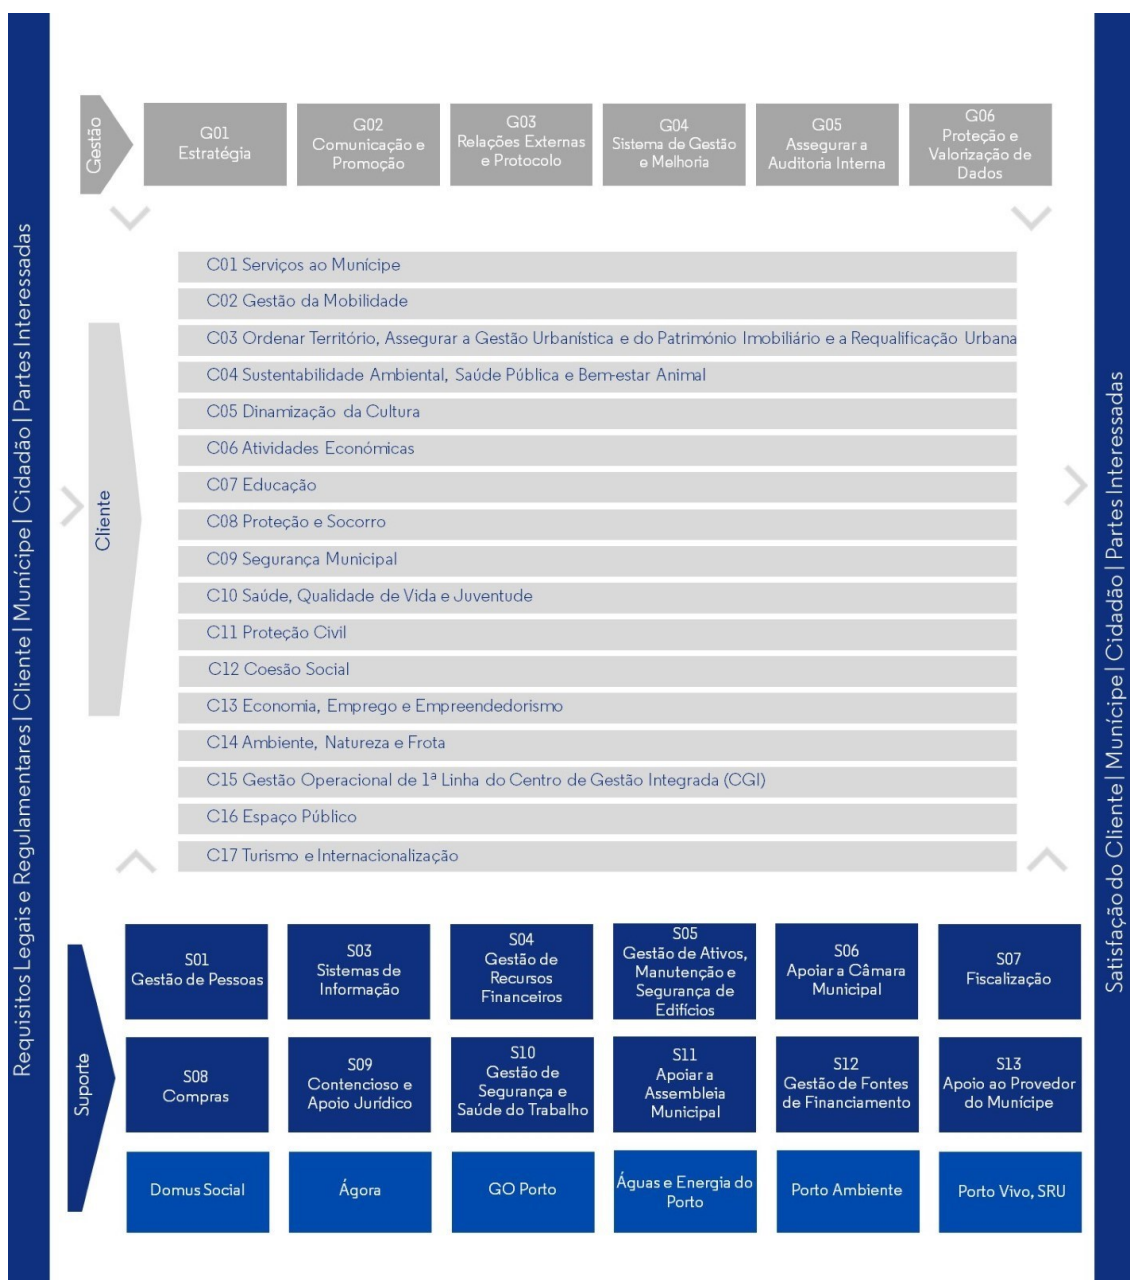 Requisitos Legais e Regulamentares| Cliente| Munícipe| Cidadão| Partes Interessadas
Gestão
G01
Estratégia
G02
Comunicação e
Promoção
G03
Relações Externas
e Protocolo
G04
Sistema de Gestão
e Melhoria
G05
Assegurar a
Auditoria Interna
G06
Proteção e
Valorização de
Dados
Cliente
C01 Serviços ao Munícipe
C02 Gestão da Mobilidade
C03 Ordenar Território, Assegurar a Gestão Urbanística e do Património Imobiliário e a Requalificação Urbana
C04 Sustentabilidade Ambiental, Saúde Pública e Bem-estar Animal
C05 Dinamização da Cultura
C06 Atividades Económicas
C07 Educação
C08 Proteção e Socorro
C09 Segurança Municipal
C10 Saúde, Qualidade de Vida e Juventude
C11 Proteção Civil
C12 Coesão Social
C13 Economia, Emprego e Empreendedorismo
C14 Ambiente, Natureza e Frota
C15 Gestão Operacional de 1ª Linha do Centro de Gestão Integrada (CGI)
C16 Espaço Público
C17 Turismo e Internacionalização
Suporte
S01
Gestão de Pessoas
S03
Sistemas de
Informação
S04
Gestão de
Recursos
Financeiros
S05
Gestão de Ativos,
Manutenção e
Segurança de
Edifícios
S06
Apoiar a Câmara
Municipal
S07
Fiscalização
S08
Compras
S09
Contencioso e
Apoio Jurídico
S10
Gestão de
Segurança e
Saúde do Trabalho
S11
Apoiar a
Assembleia
Municipal
S12
Gestão de Fontes
de Financiamento
S13
Apoio ao Provedor
do Munícipe
Domus Social
Ágora
GO Porto
Águas e Energia do
Porto
Porto Ambiente
Porto Vivo, SRU
Satisfação do Cliente| Munícipe| Cidadão| Partes Interessadas